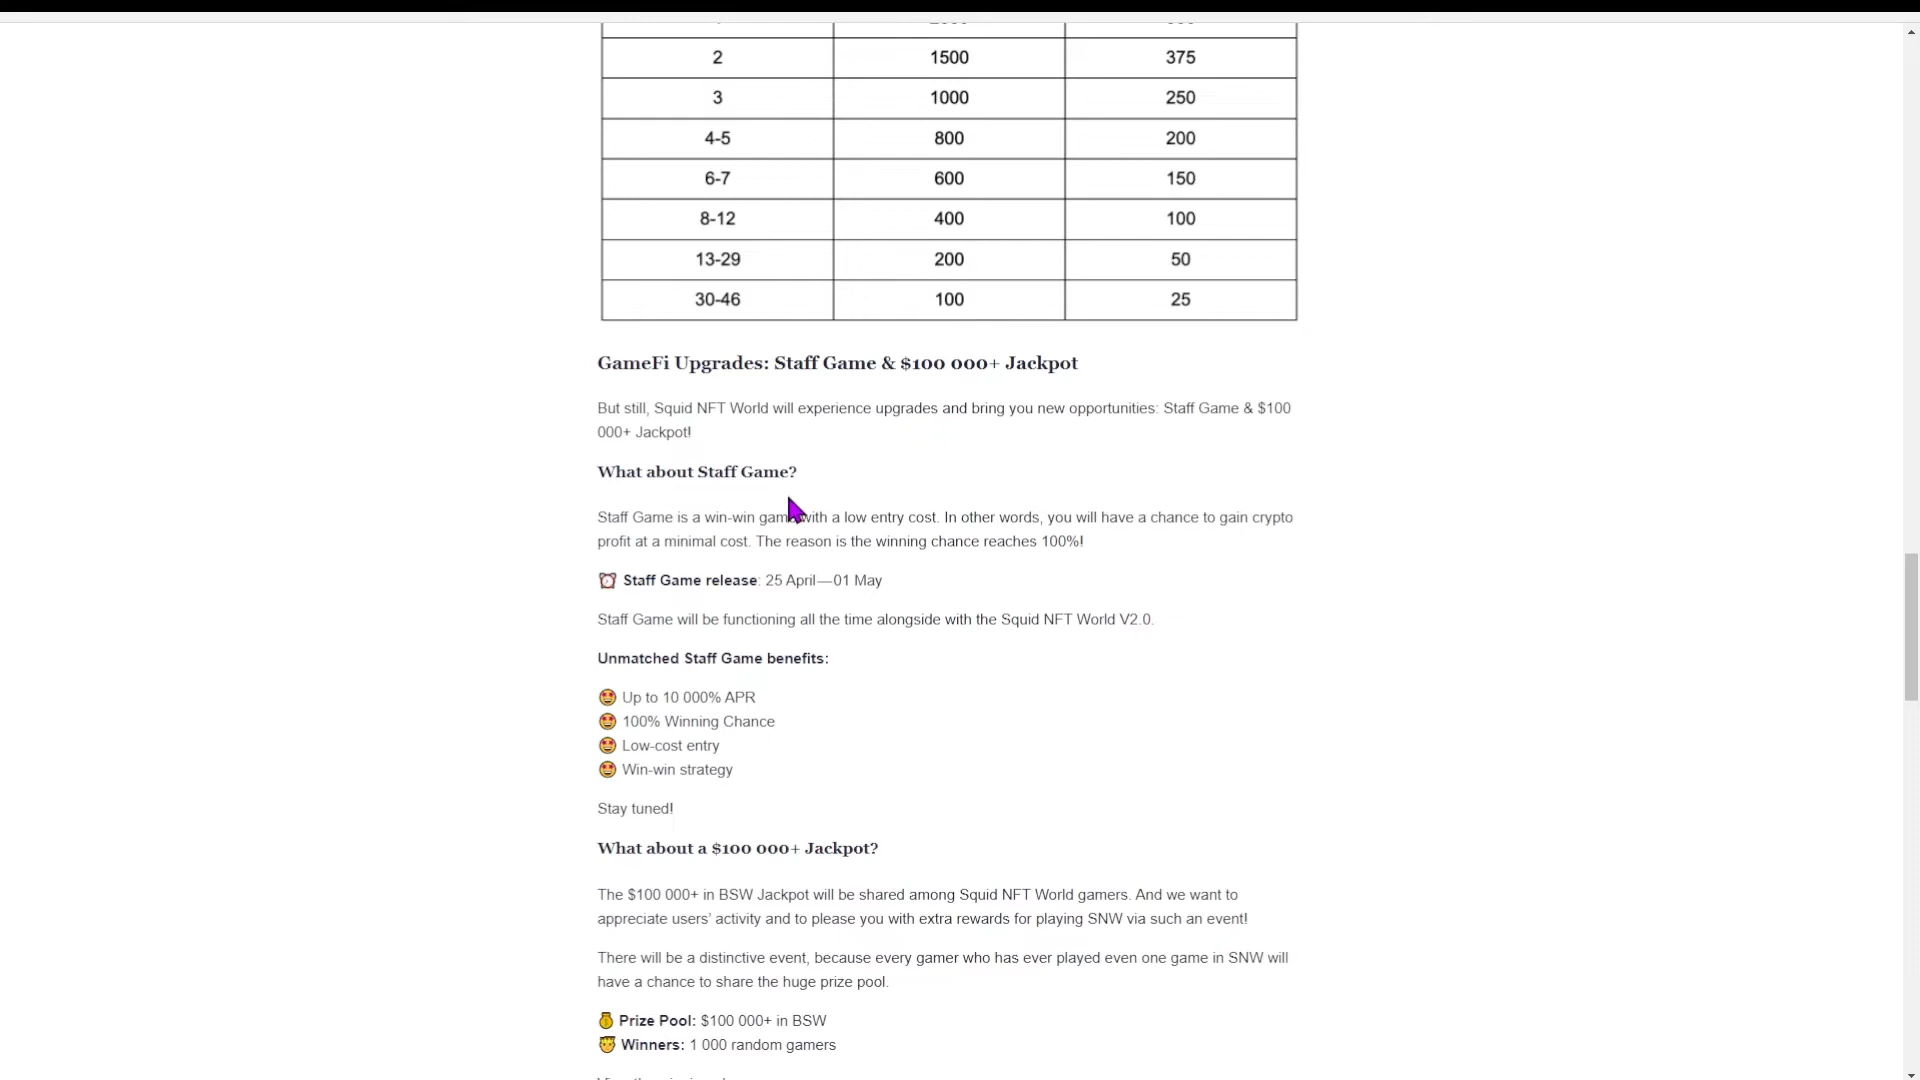 2 1500 375
3 1000 250
4-5 800 200
6-7 600 150
8-12 400 100
13-29 200 50
30-46 100 25
GameFi Upgrades: Staff Game & $100 000+ Jackpot
But still, Squid NFT World will experience upgrades and bring you new opportunities: Staff Game & $100
000+ Jackpot!
What about Staff Game?
Staff Game is a win-win game with a low entry cost. In other words, you will have a chance to gain crypto
profit at a minimal cost. The reason is the winning chance reaches 100%!
⏰ Staff Game release: 25 April—01 May
Staff Game will be functioning all the time alongside with the Squid NFT World V2.0.
Unmatched Staff Game benefits:
🤩 Up to 10 000% APR
🤩 100% Winning Chance
🤩 Low-cost entry
🤩 Win-win strategy
Stay tuned!
What about a $100 000+ Jackpot?
The $100 000+ in BSW Jackpot will be shared among Squid NFT World gamers. And we want to
appreciate users’ activity and to please you with extra rewards for playing SNW via such an event!
There will be a distinctive event, because every gamer who has ever played even one game in SNW will
have a chance to share the huge prize pool.
💰 Prize Pool: $100 000+ in BSW
Winners: 1 000 random gamers